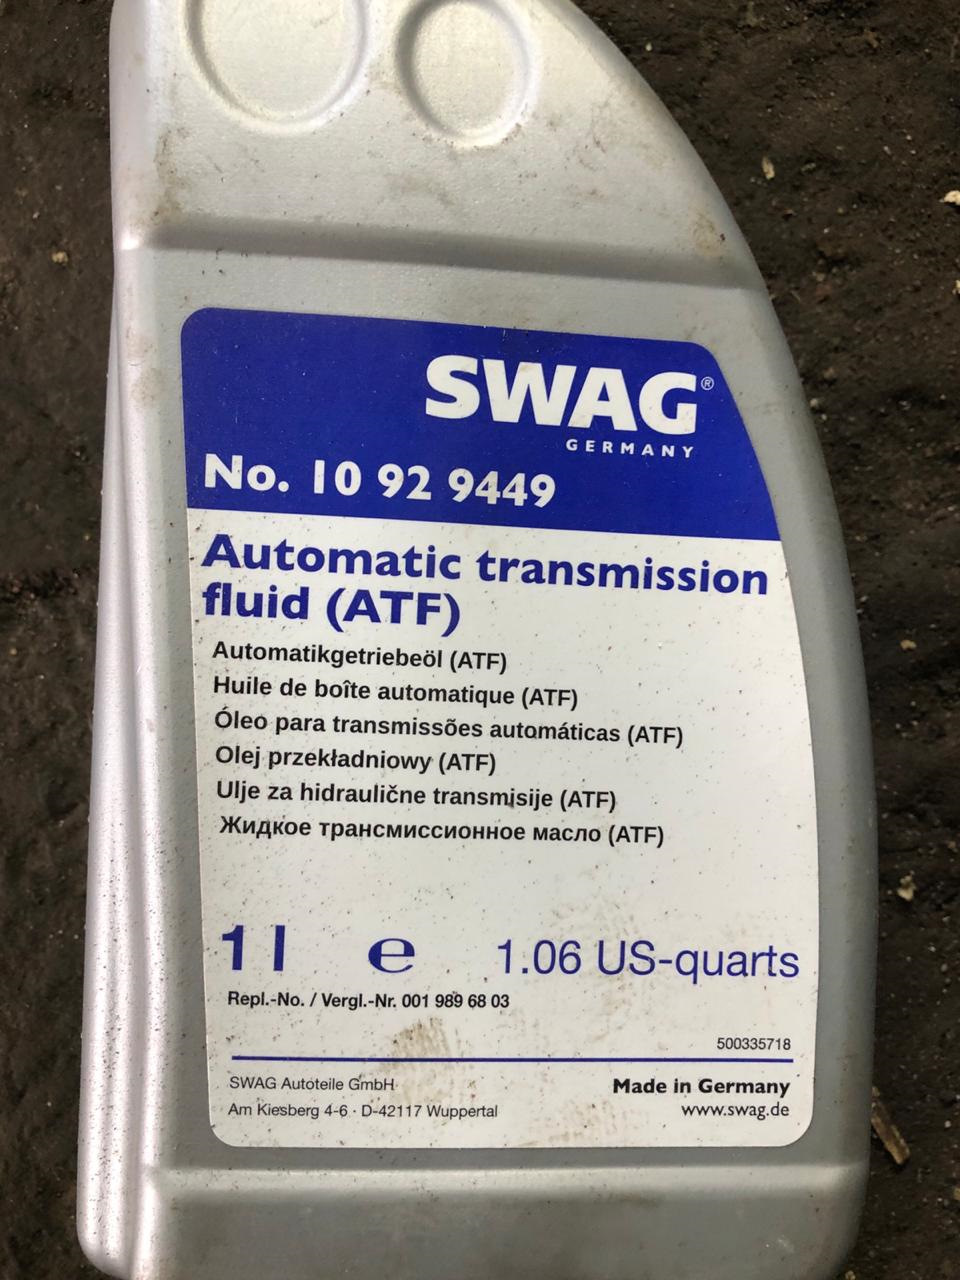 SWAG®
GERMANY
No. 10 92 9449
Automatic transmission
fluid (ATF)
Automatikgetriebeöl (ATF)
Huile de boîte automatique (ATF)
Óleo para transmissões automáticas (ATF)
Olej przekładniowy (ATF)
Ulje za hidraulične transmisije (ATF)
Жидкое трансмиссионное масло (ATF)
1 l e 1.06 US-quarts
Repl.-No. / Vergl.-Nr. 001 989 68 03
500335718
SWAG Autoteile GmbH Made in Germany
Am Kiesberg 4-6 · D-42117 Wuppertal www.swag.de